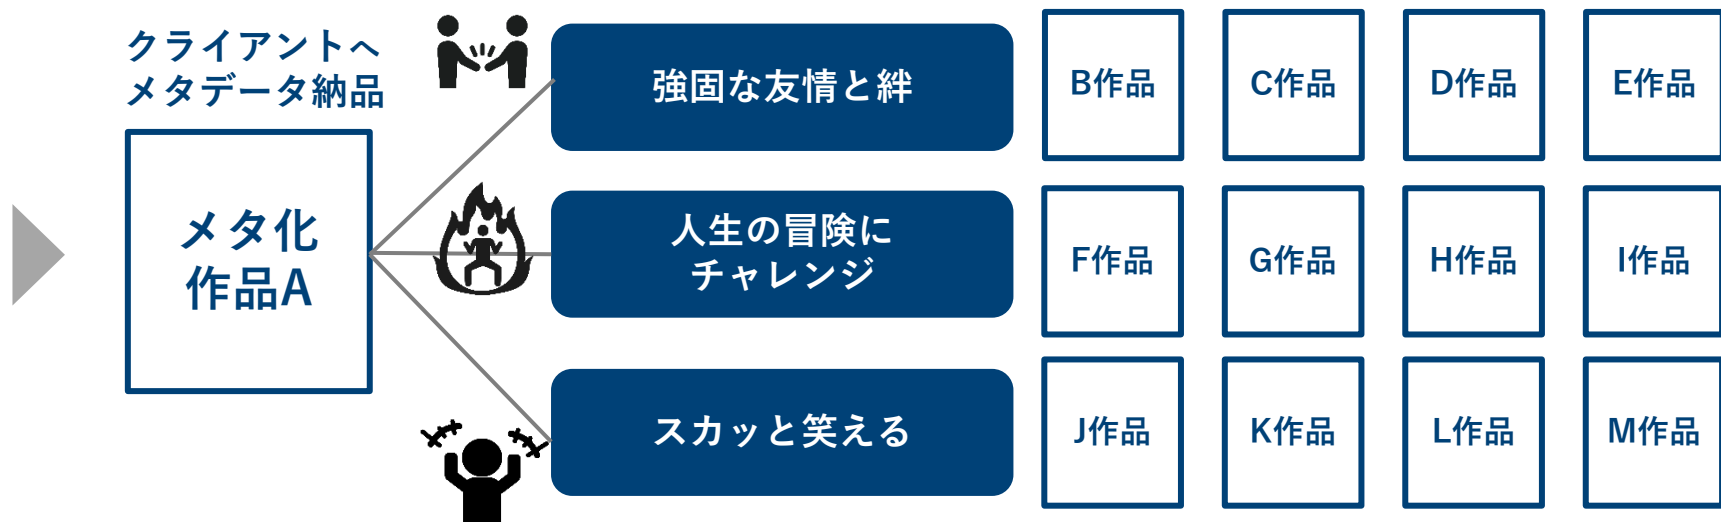 クライアントへ
メタデータ納品
メタ化
作品A
強固な友情と絆
B作品
C作品
D作品
E作品
人生の冒険に
チャレンジ
F作品
G作品
H作品
I作品
スカッと笑える
J作品
K作品
L作品
M作品